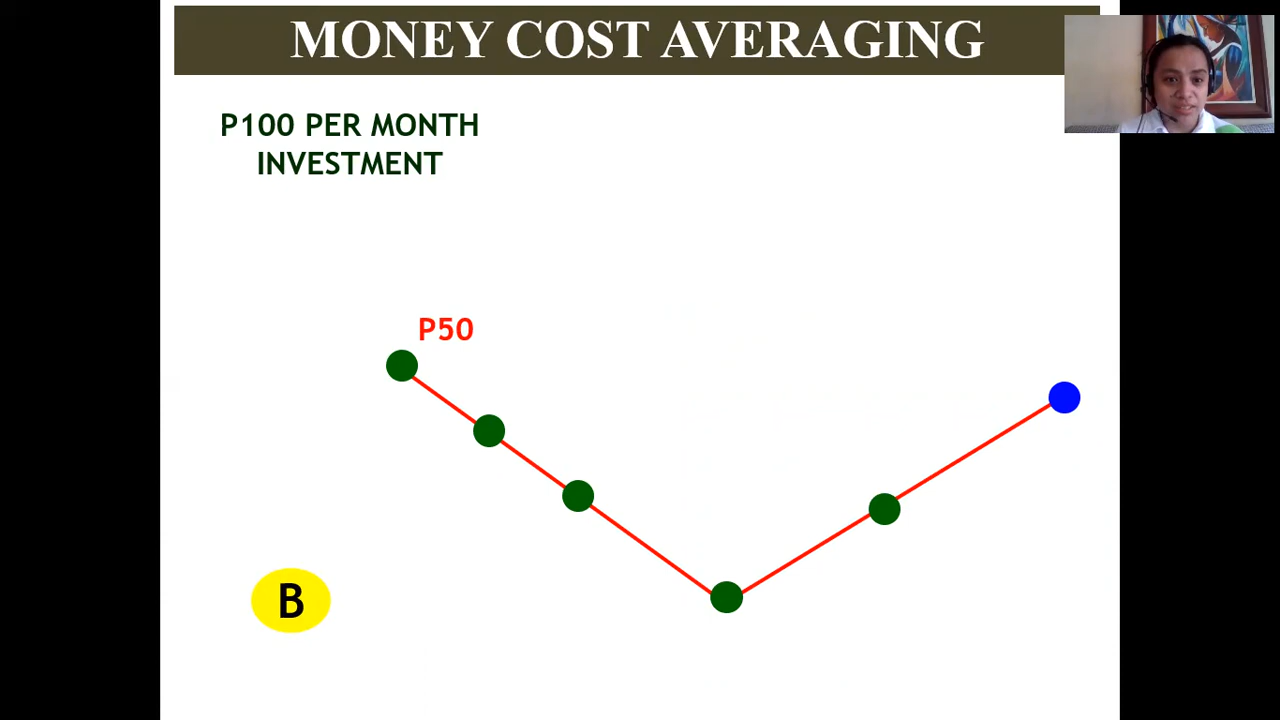 MONEY COST AVERAGING
P100 PER MONTH
INVESTMENT
P50
B